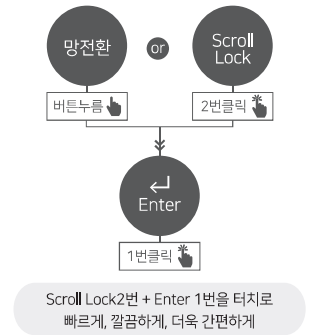 망전환
or
Scroll
Lock
버튼누름
2번클릭
Enter
1번클릭
Scroll Lock2번 + Enter 1번을 터치로
빠르게, 깔끔하게, 더욱 간편하게